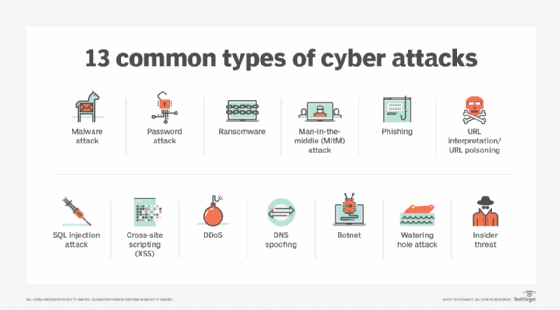 13 common types of cyber attacks
Malware
attack
Password
attack
Ransomware
Man-in-the-
middle (MitM)
attack
Phishing
URL
interpretation/
URL poisoning
SQL injection
attack
Cross-site
scripting
(XSS)
DDoS
DNS
spoofing
Botnet
Watering
hole attack
Insider
threat
TechTarget